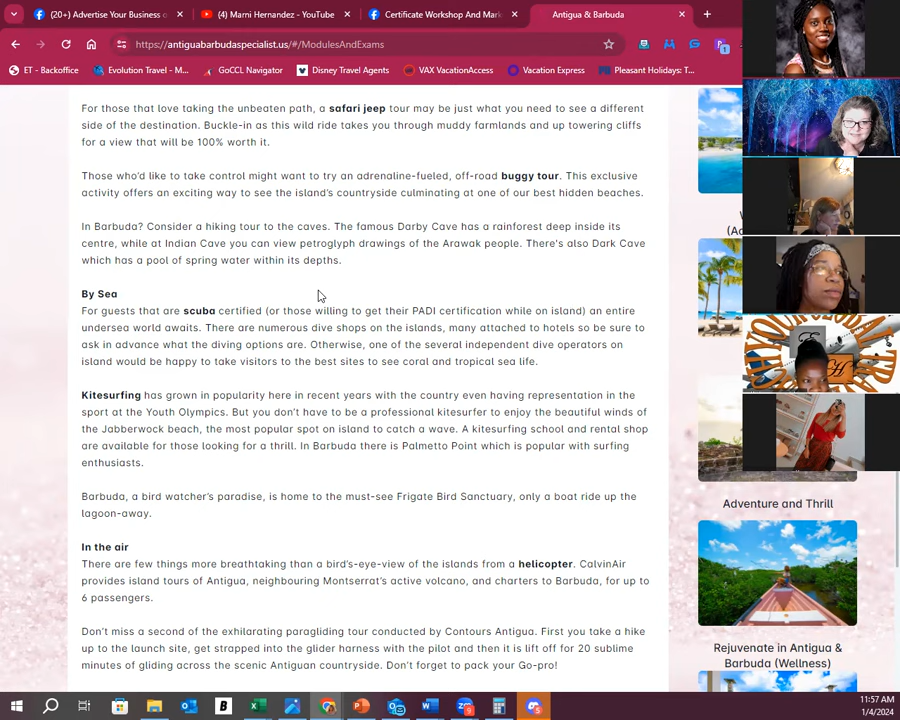 (20+) Advertise Your Business o
(4) Marni Hernandez - YouTube
Certificate Workshop And Mark
Antigua & Barbuda
https://antiguabarbudaspecialist.us/#/ModulesAndExams
ET - Backoffice
Evolution Travel - M...
GoCCL Navigator
Disney Travel Agents
VAX VacationAccess
Vacation Express
Pleasant Holidays: T...
For those that love taking the unbeaten path, a safari jeep tour may be just what you need to see a different
side of the destination. Buckle-in as this wild ride takes you through muddy farmlands and up towering cliffs
for a view that will be 100% worth it.
Those who'd like to take control might want to try an adrenaline-fueled, off-road buggy tour. This exclusive
activity offers an exciting way to see the island's countryside culminating at one of our best hidden beaches.
In Barbuda? Consider a hiking tour to the caves. The famous Darby Cave has a rainforest deep inside its
centre, while at Indian Cave you can view petroglyph drawings of the Arawak people. There's also Dark Cave
which has a pool of spring water within its depths.
By Sea
For guests that are scuba certified (or those willing to get their PADI certification while on island) an entire
undersea world awaits. There are numerous dive shops on the islands, many attached to hotels so be sure to
ask in advance what the diving options are. Otherwise, one of the several independent dive operators on
island would be happy to take visitors to the best sites to see coral and tropical sea life.
Kitesurfing has grown in popularity here in recent years with the country even having representation in the
sport at the Youth Olympics. But you don't have to be a professional kitesurfer to enjoy the beautiful winds of
the Jabberwock beach, the most popular spot on island to catch a wave. A kitesurfing school and rental shop
are available for those looking for a thrill. In Barbuda there is Palmetto Point which is popular with surfing
enthusiasts.
Barbuda, a bird watcher's paradise, is home to the must-see Frigate Bird Sanctuary, only a boat ride up the
lagoon-away.
In the air
There are few things more breathtaking than a bird's-eye-view of the islands from a helicopter. CalvinAir
provides island tours of Antigua, neighbouring Montserrat's active volcano, and charters to Barbuda, for up to
6 passengers.
Don't miss a second of the exhilarating paragliding tour conducted by Contours Antigua. First you take a hike
up to the launch site, get strapped into the glider harness with the pilot and then it is lift off for 20 sublime
minutes of gliding across the scenic Antiguan countryside. Don't forget to pack your Go-pro!
Adventure and Thrill
Rejuvenate in Antigua &
Barbuda (Wellness)
11:57 AM
1/4/2024